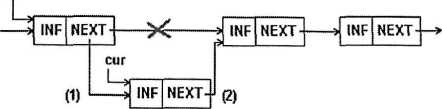 INF NEXT INF NEXT INF NEXT
cur
(1) INF NEXT (2)